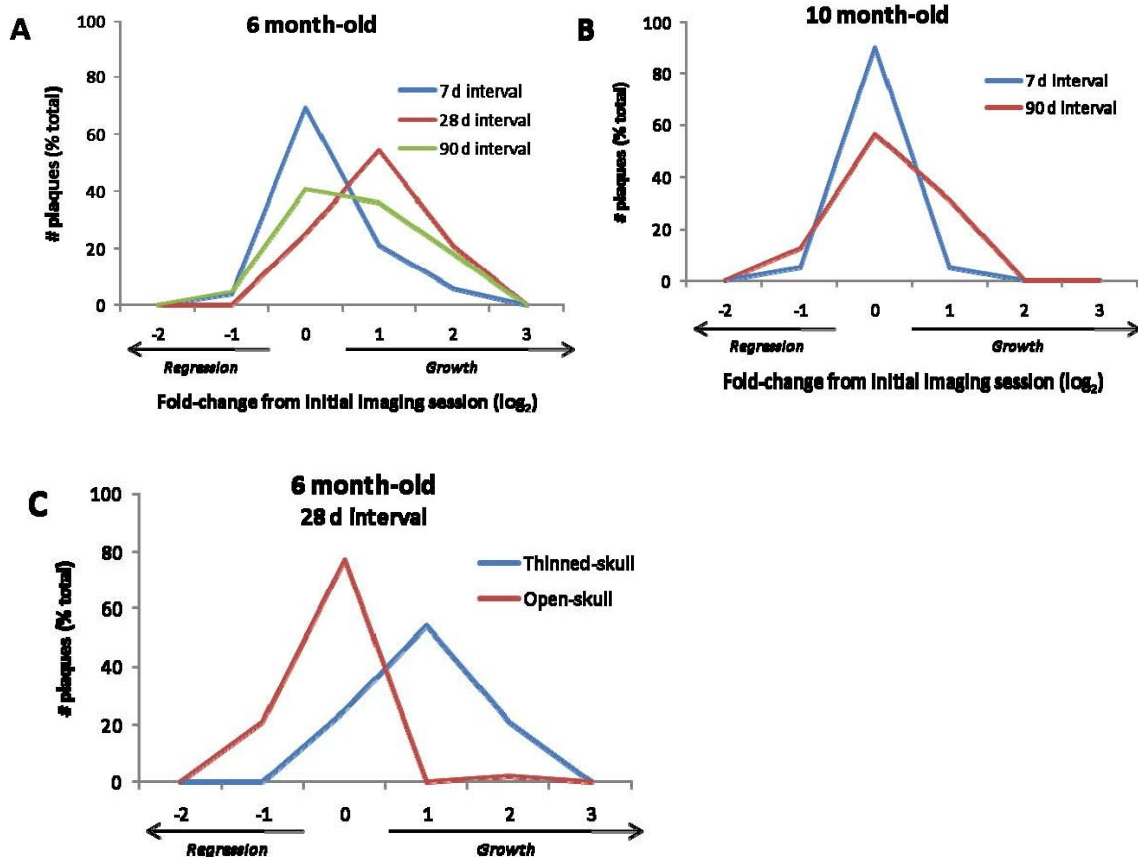 A
6 month-old
100
80
60
40
20
0
# plaques (% total)
7 d interval
28 d interval
90 d interval
-2 -1 0 1 2 3
Regression Growth
Fold-change from initial imaging session (log2)
B
10 month-old
100
80
60
40
20
0
# plaques (% total)
7 d interval
90 d interval
-2 -1 0 1 2 3
Regression Growth
Fold-change from initial imaging session (log2)
C
6 month-old
28 d interval
100
80
60
40
20
0
# plaques (% total)
Thinned-skull
Open-skull
-2 -1 0 1 2 3
Regression Growth